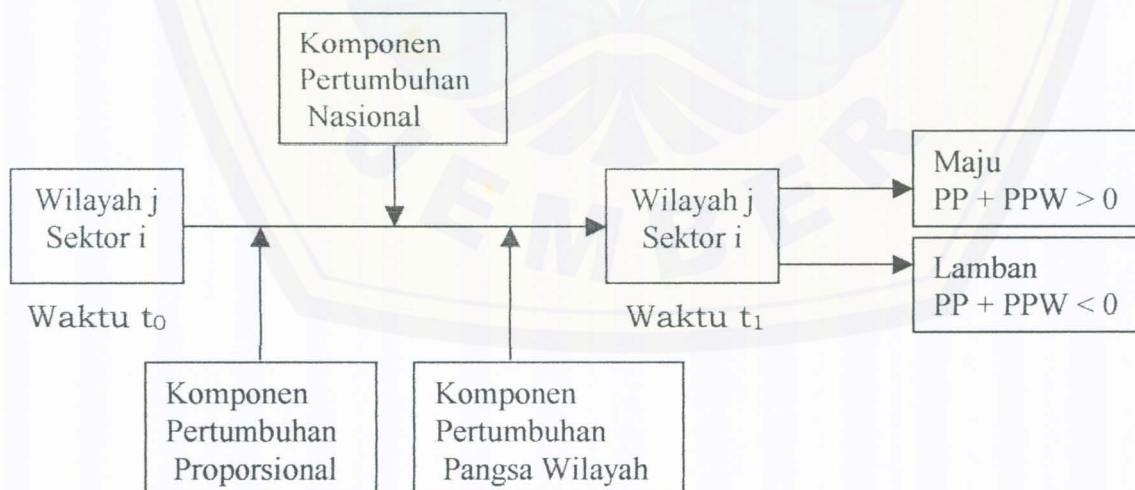 Komponen
Pertumbuhan
Nasional
Wilayah j
Sektor i
Waktu t₀
Wilayah j
Sektor i
Waktu t₁
Maju
PP + PPW > 0
Lamban
PP + PPW < 0
Komponen
Pertumbuhan
Proporsional
Komponen
Pertumbuhan
Pangsa Wilayah
JEMBER